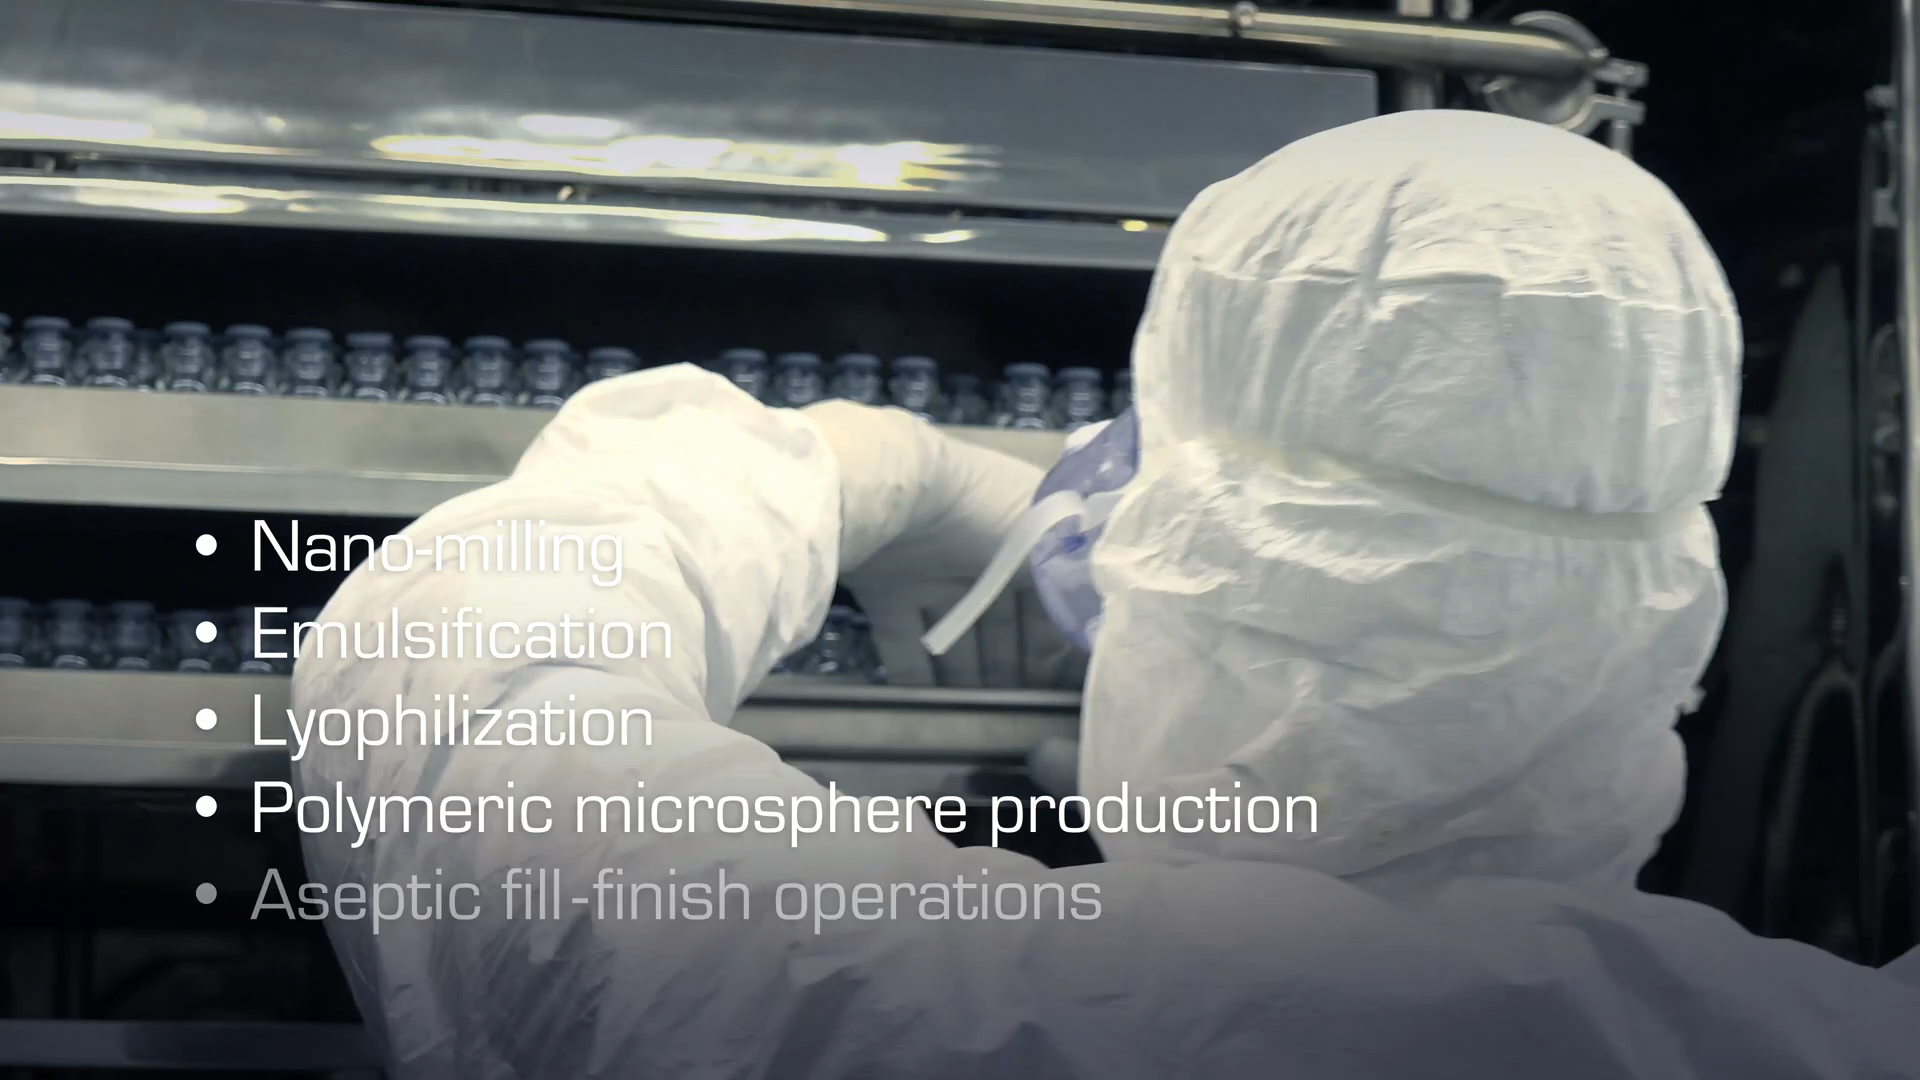 • Nano-milling
• Emulsification
• Lyophilization
• Polymeric microsphere production
• Aseptic fill-finish operations